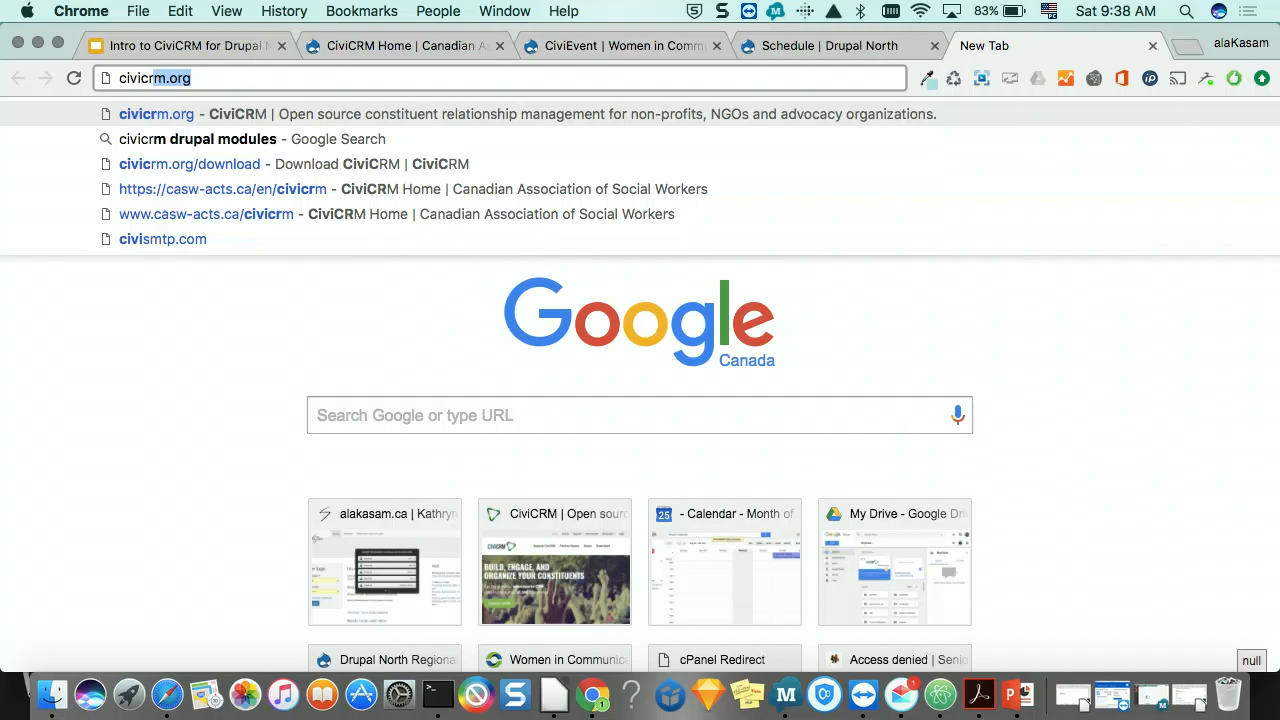 Chrome File Edit View History Bookmarks People Window Help 83% Sat 9:38 AM
Intro to CiviCRM for Drupal CiviCRM Home | Canadian As CiviEvent | Women in Comm Schedule | Drupal North New Tab alaKasam
civicrm.org
civicrm.org - CiviCRM | Open source constituent relationship management for non-profits, NGOs and advocacy organizations.
civicrm drupal modules - Google Search
civicrm.org/download - Download CiviCRM | CiviCRM
https://casw-acts.ca/en/civicrm - CiviCRM Home | Canadian Association of Social Workers
www.casw-acts.ca/civicrm - CiviCRM Home | Canadian Association of Social Workers
civismtp.com
Google
Canada
Search Google or type URL
alakasam.ca | Kathryn CiviCRM | Open sour 25 - Calendar - Month of My Drive - Google Dri
BUILD, ENGAGE, AND
ORGANIZE YOUR CONSTITUENTS
Drupal North Regiona Women in Communic cPanel Redirect Access denied | Senio
null